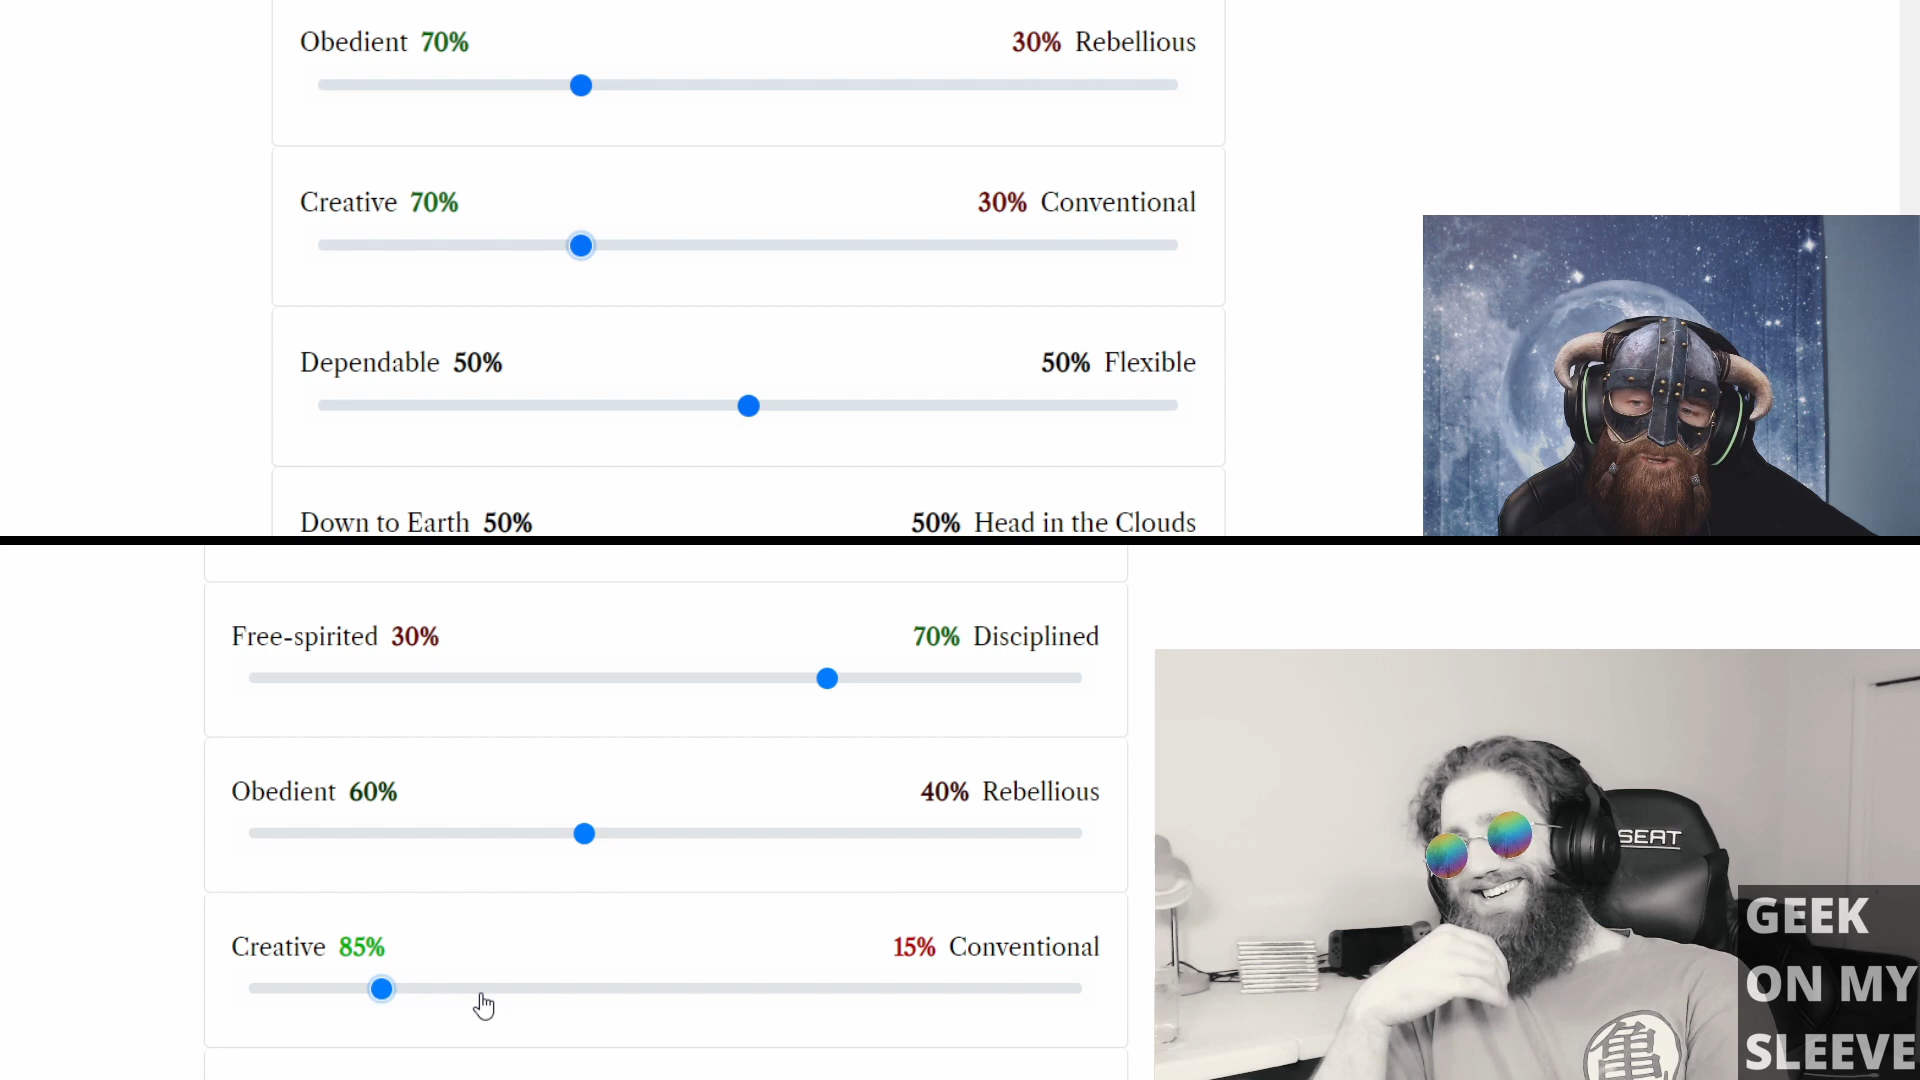 Obedient 70% 30% Rebellious
Creative 70% 30% Conventional
Dependable 50% 50% Flexible
Down to Earth 50% 50% Head in the Clouds
Free-spirited 30% 70% Disciplined
Obedient 60% 40% Rebellious
SEAT
Creative 85% 15% Conventional
GEEK
ON MY
SLEEVE
亀